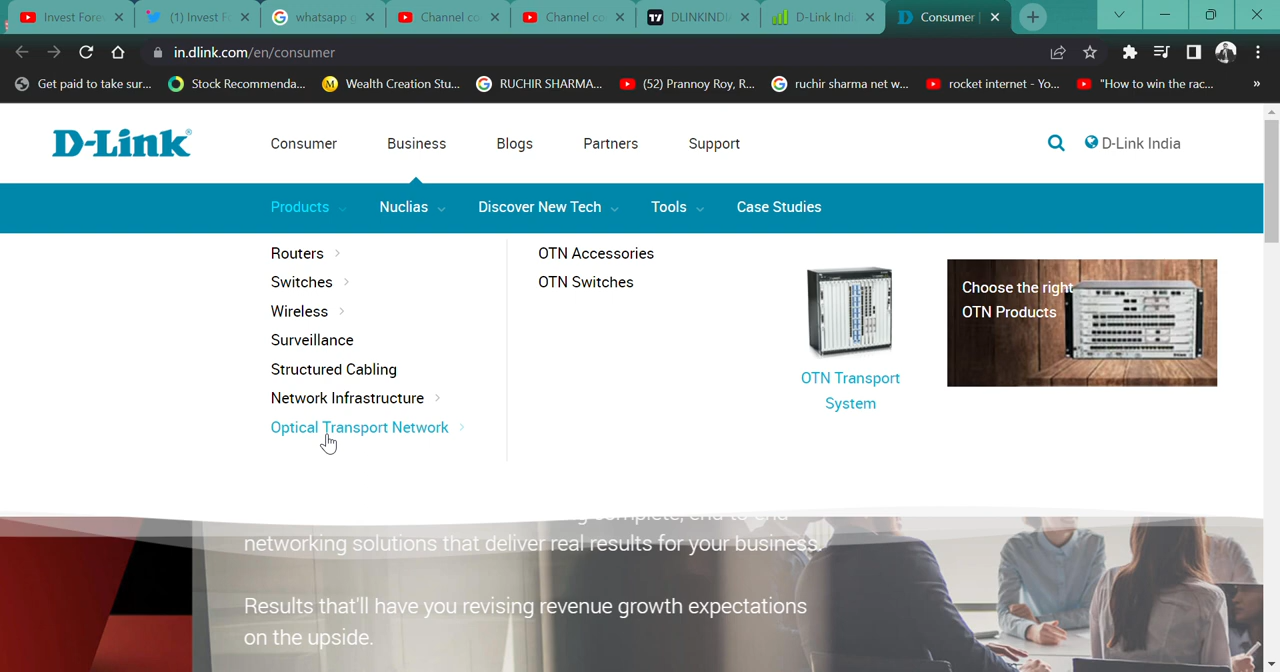 Invest Fore
(1) Invest F
whatsapp g
Channel co
Channel co
DLINKINDI
D-Link Indi
Consumer
in.dlink.com/en/consumer
Get paid to take sur...
Stock Recommenda...
Wealth Creation Stu...
RUCHIR SHARMA...
(52) Prannoy Roy, R...
ruchir sharma net w...
rocket internet - Yo...
"How to win the rac...
»
D-Link®
Consumer
Business
Blogs
Partners
Support
D-Link India
Products
Nuclias
Discover New Tech
Tools
Case Studies
Routers
Switches
Wireless
Surveillance
Structured Cabling
Network Infrastructure
Optical Transport Network
OTN Accessories
OTN Switches
OTN Transport
System
Choose the right
OTN Products
networking solutions that deliver real results for your business.
Results that'll have you revising revenue growth expectations
on the upside.